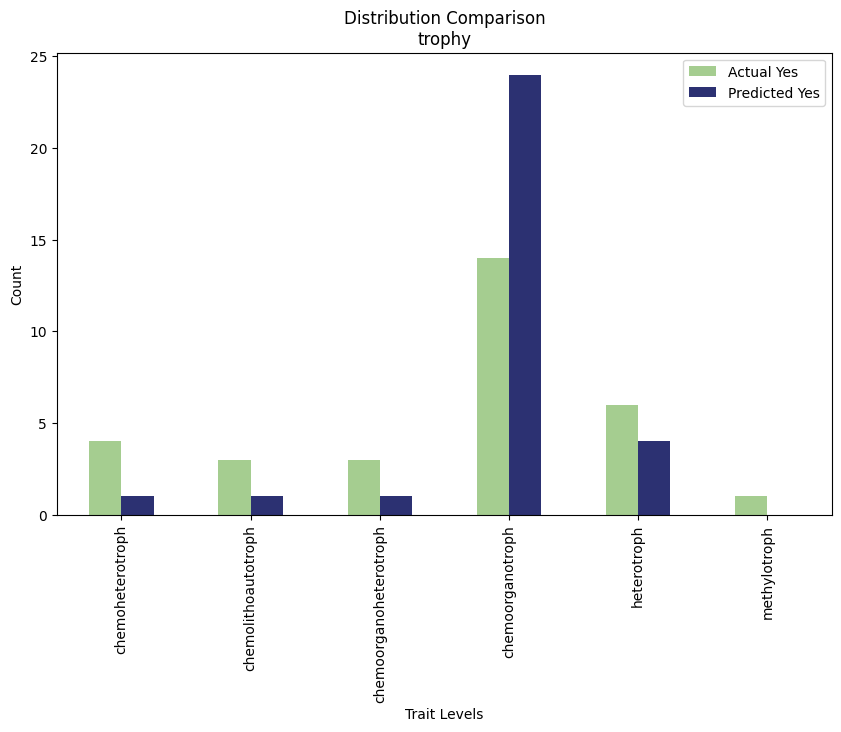 Distribution Comparison
trophy
Actual Yes
Predicted Yes
Count
25
20
15
10
5
0
chemoheterotroph
chemolithoautotroph
chemoorganoheterotroph
chemoorganotroph
heterotroph
methylotroph
Trait Levels